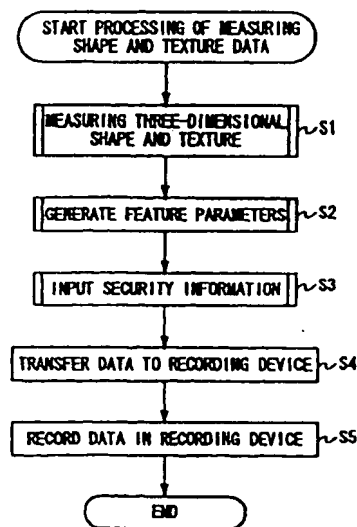 START PROCESSING OF MEASURING
SHAPE AND TEXTURE DATA
MEASURING THREE-DIMENSIONAL
SHAPE AND TEXTURE
S1
GENERATE FEATURE PARAMETERS
S2
INPUT SECURITY INFORMATION
S3
TRANSFER DATA TO RECORDING DEVICE
S4
RECORD DATA IN RECORDING DEVICE
S5
END